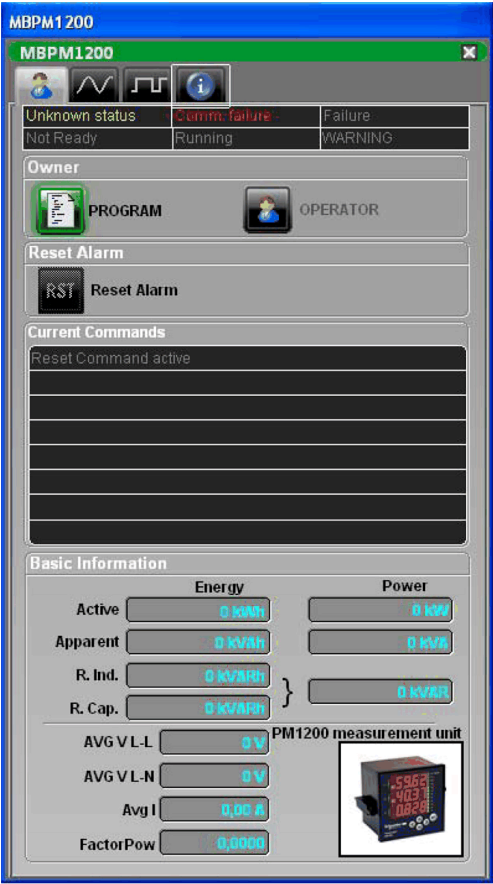 MBPM1200
MBPM1200
Unknown status Comm. failure Failure
Not Ready Running WARNING
Owner
PROGRAM OPERATOR
Reset Alarm
RST Reset Alarm
Current Commands
Reset Command active
Basic Information
Energy Power
Active 0 kWh 0 kW
Apparent 0 kVAh 0 kVA
R. Ind. 0 kVARh
} 0 kVAR
R. Cap. 0 kVARh
AVG V L-L 0 V PM1200 measurement unit
AVG V L-N 0 V
Avg I 0,00 A
FactorPow 0,0000